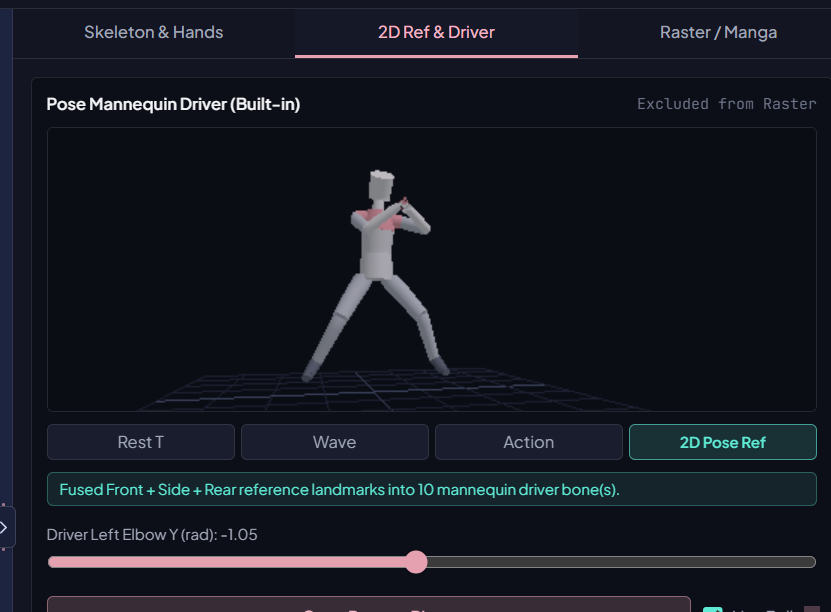 Skeleton & Hands 2D Ref & Driver Raster / Manga
Pose Mannequin Driver (Built-in) Excluded from Raster
Rest T Wave Action 2D Pose Ref
Fused Front + Side + Rear reference landmarks into 10 mannequin driver bone(s).
Driver Left Elbow Y (rad): -1.05